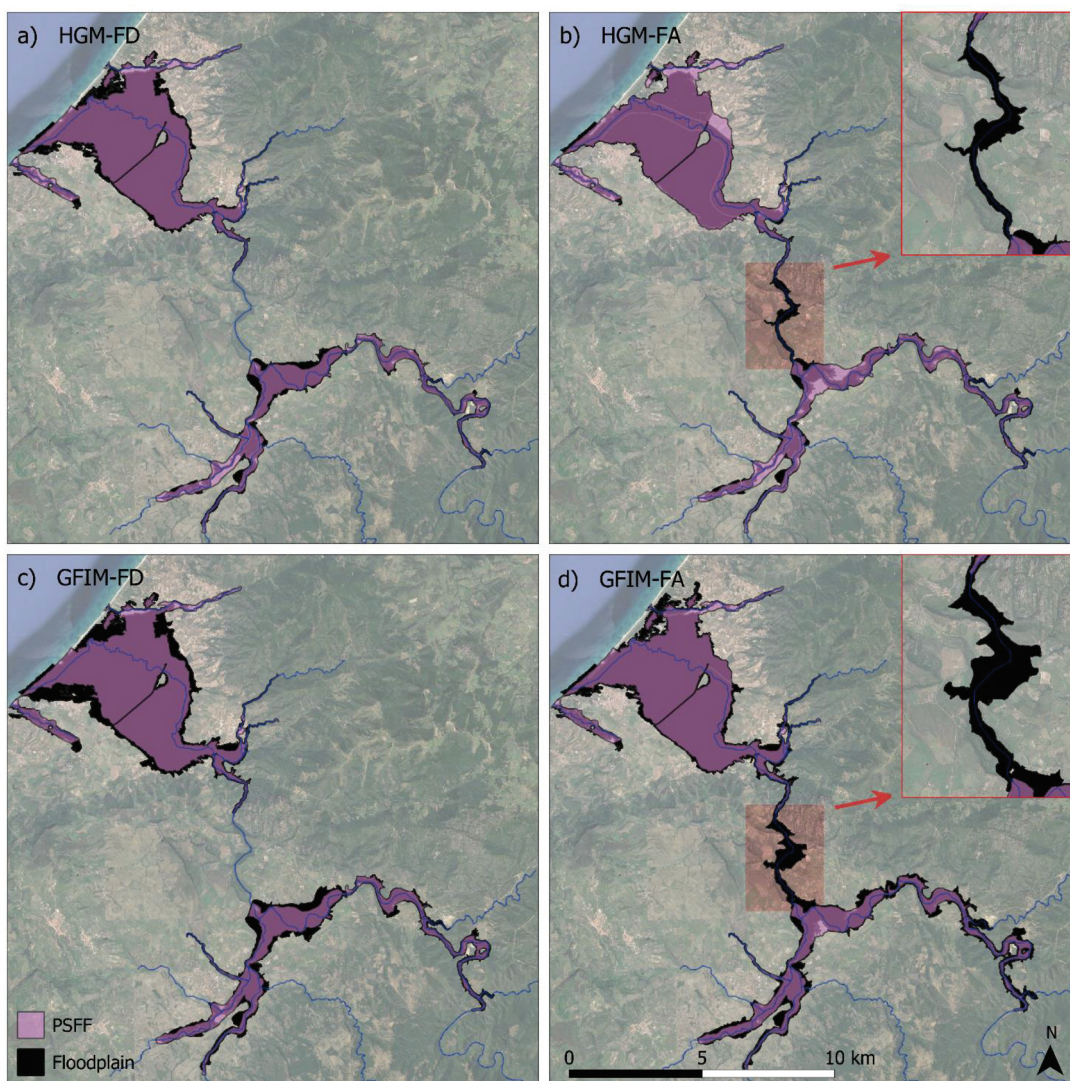 a) HGM-FD
b) HGM-FA
c) GFIM-FD
d) GFIM-FA
PSFF
Floodplain
0 5 10 km
N